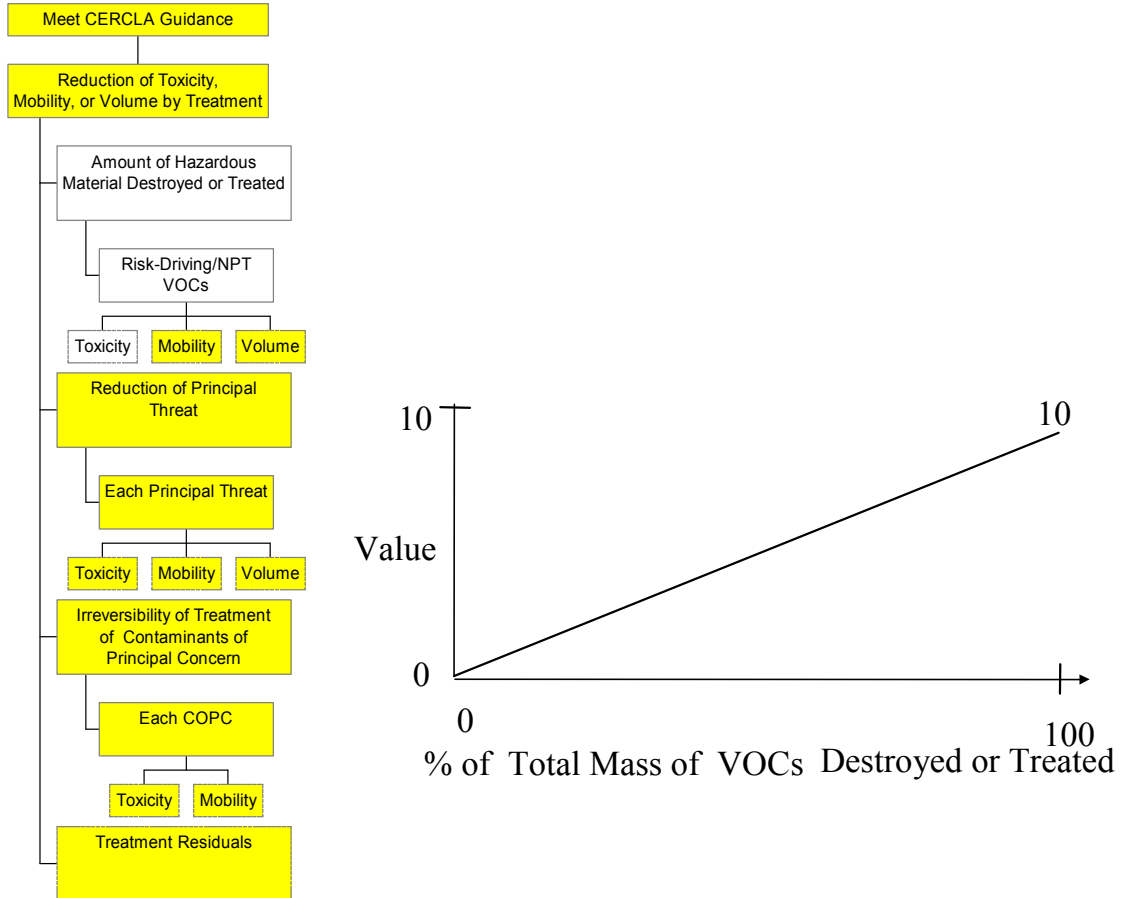 Meet CERCLA Guidance
Reduction of Toxicity,
Mobility, or Volume by Treatment
Amount of Hazardous
Material Destroyed or Treated
Risk-Driving/NPT
VOCs
Toxicity
Mobility
Volume
Reduction of Principal
Threat
Each Principal Threat
Toxicity
Mobility
Volume
Irreversibility of Treatment
of Contaminants of
Principal Concern
Each COPC
Toxicity
Mobility
Treatment Residuals
10
10
Value
0
0
100
% of Total Mass of VOCs Destroyed or Treated